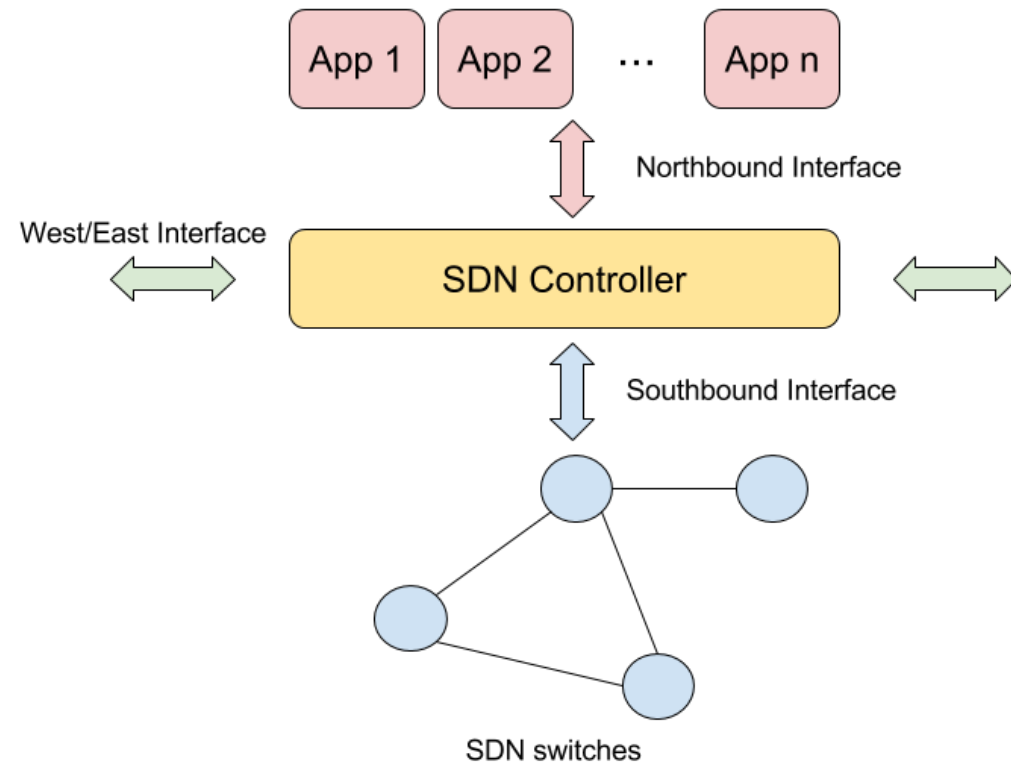 App 1
App 2
...
App n
Northbound Interface
West/East Interface
SDN Controller
Southbound Interface
SDN switches